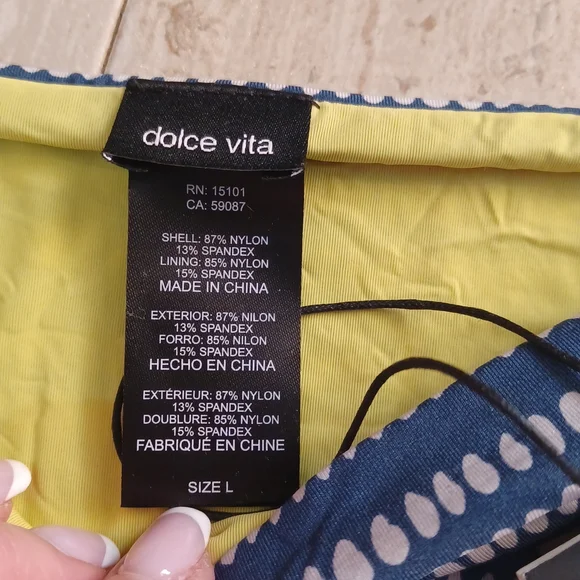 dolce vita
RN: 15101
CA: 59087
SHELL: 87% NYLON
13% SPANDEX
LINING: 85% NYLON
15% SPANDEX
MADE IN CHINA
EXTERIOR: 87% NILON
13% SPANDEX
FORRO: 85% NILON
15% SPANDEX
HECHO EN CHINA
EXTÉRIEUR: 87% NYLON
13% SPANDEX
DOUBLURE: 85% NYLON
15% SPANDEX
FABRIQUÉ EN CHINE
SIZE L